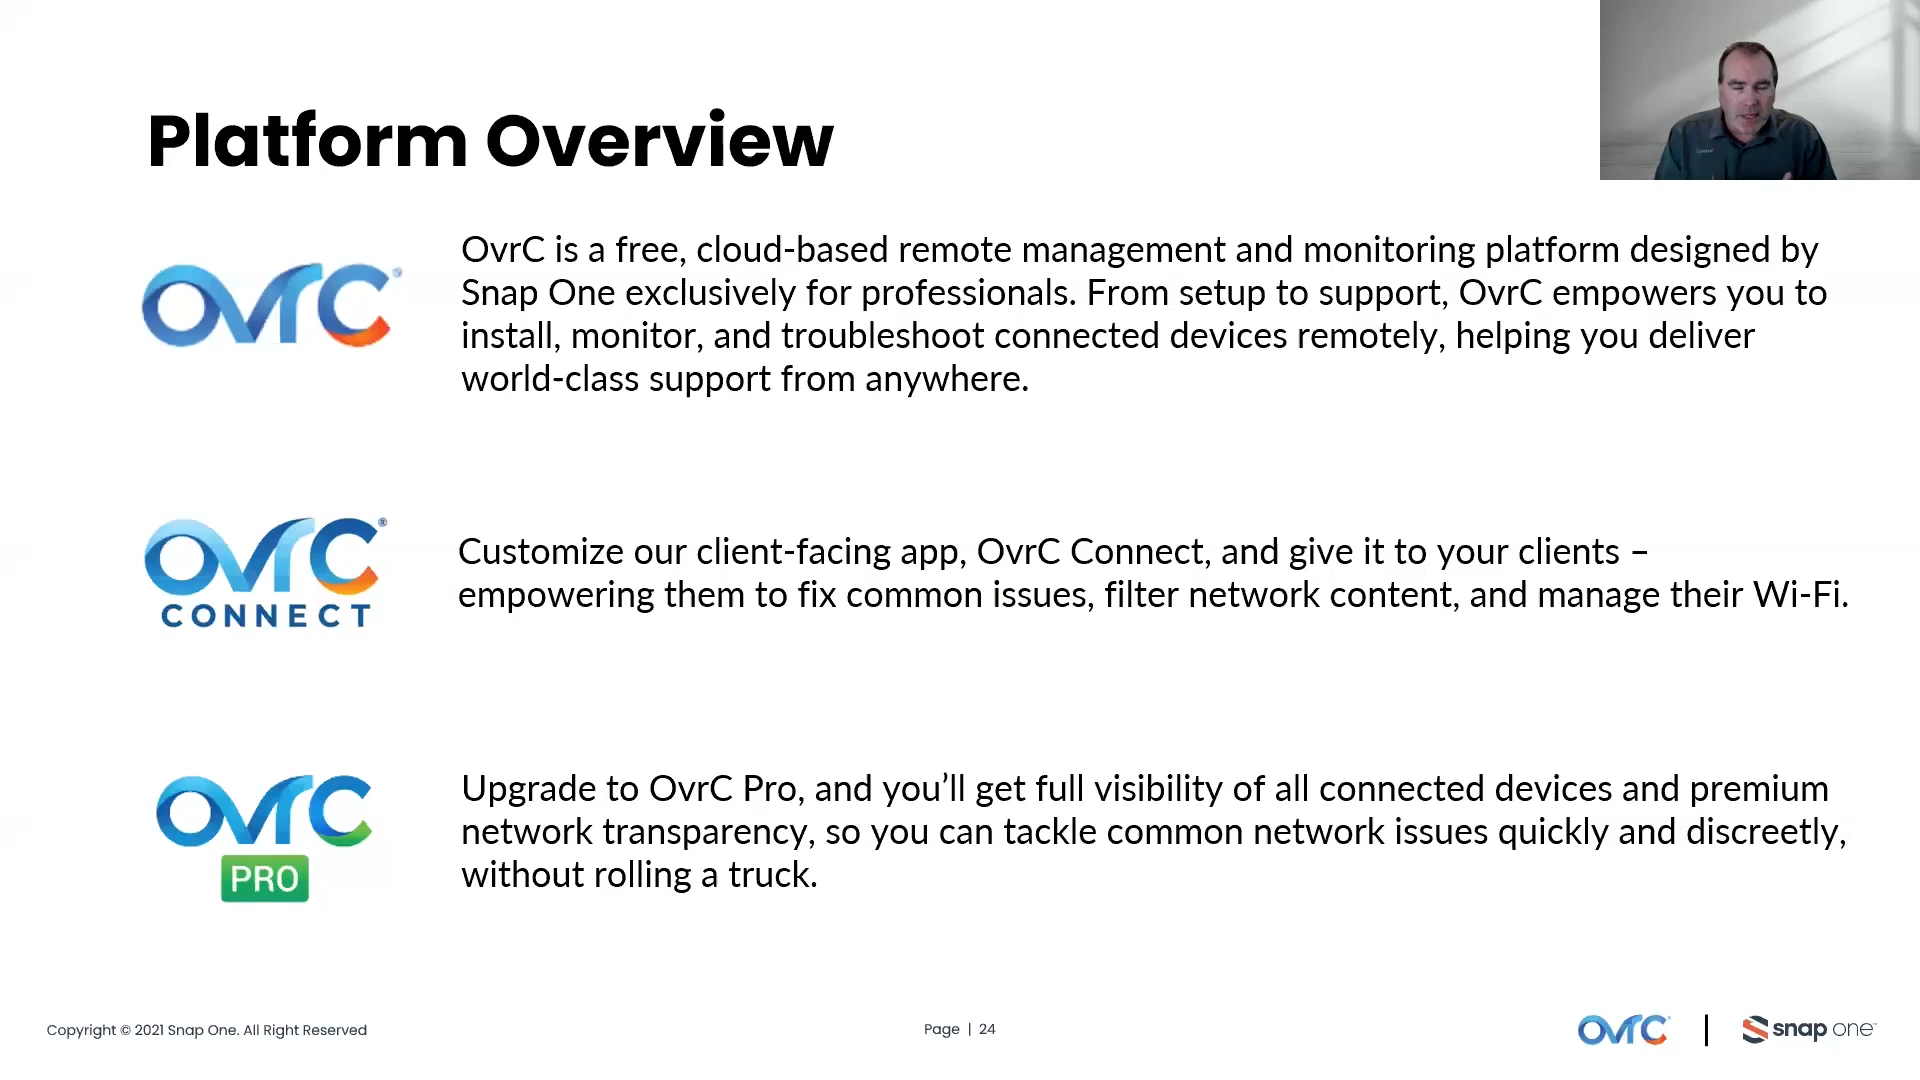 Platform Overview
ovrc®
OvrC is a free, cloud-based remote management and monitoring platform designed by
Snap One exclusively for professionals. From setup to support, OvrC empowers you to
install, monitor, and troubleshoot connected devices remotely, helping you deliver
world-class support from anywhere.
ovrc®
CONNECT
Customize our client-facing app, OvrC Connect, and give it to your clients –
empowering them to fix common issues, filter network content, and manage their Wi-Fi.
ovrc
PRO
Upgrade to OvrC Pro, and you’ll get full visibility of all connected devices and premium
network transparency, so you can tackle common network issues quickly and discreetly,
without rolling a truck.
Copyright © 2021 Snap One. All Right Reserved
Page | 24
ovrc | snap one